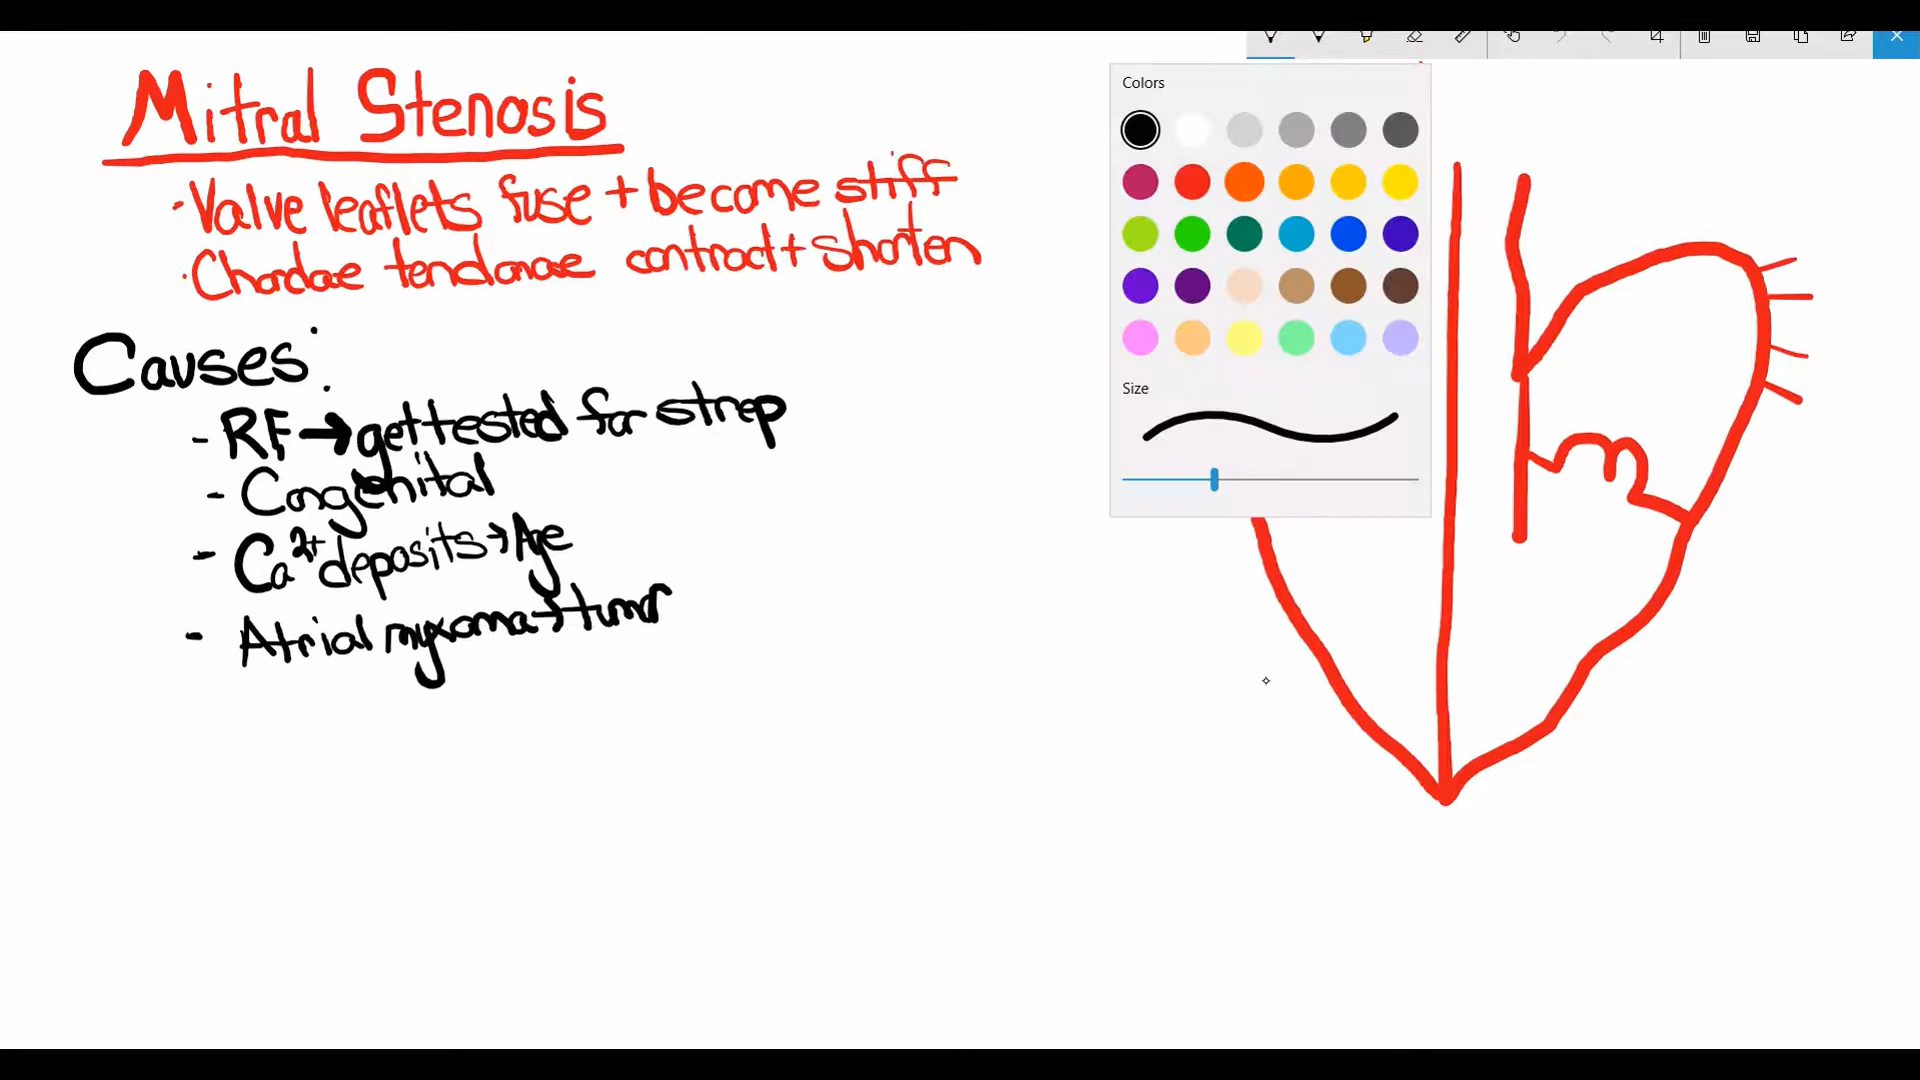 Mitral Stenosis
· Valve leaflets fuse + become stiff
· Chordae tendonae contract + shorten
Causes:
- RF → get tested for strep
- Congenital
- Ca²⁺ deposits → Age
- Atrial myxoma → tumor
Colors
Size